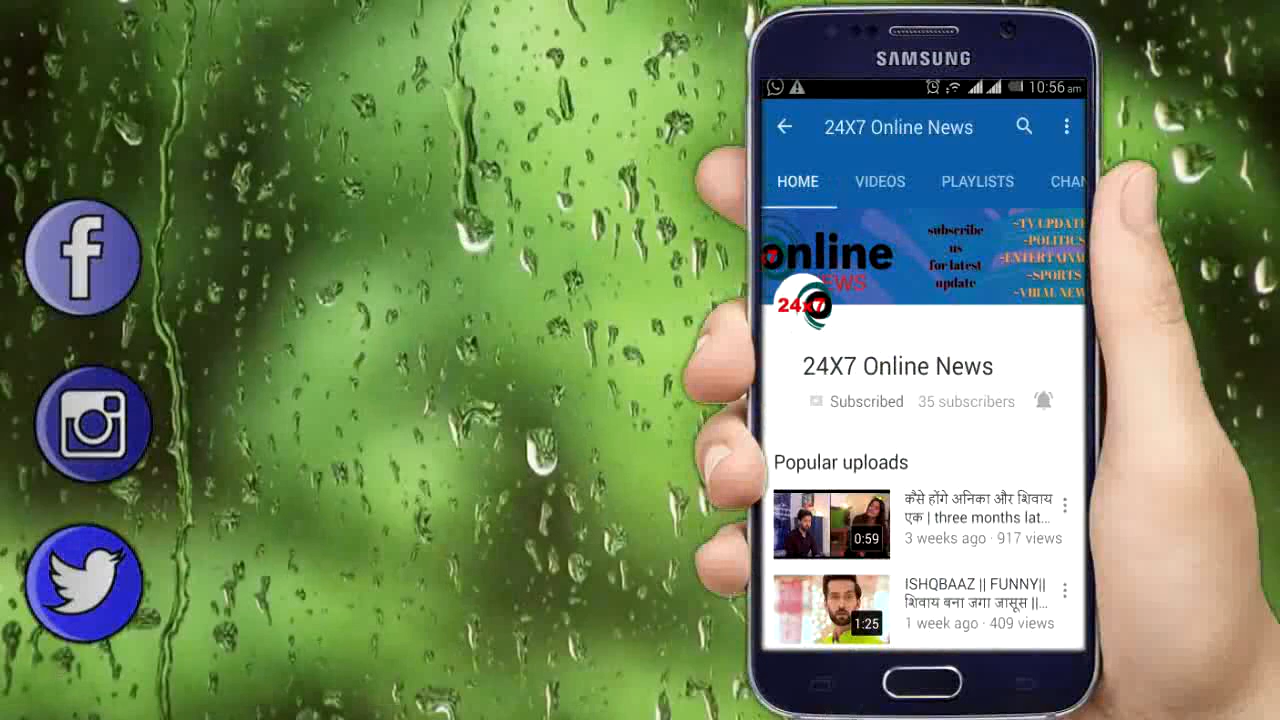 SAMSUNG
10:56 am
24X7 Online News
HOME VIDEOS PLAYLISTS CHAN
online
NEWS
24x7
subscribe
us
for latest
update
~TV UPDATE
~POLITICS
~ENTERTAINM
~SPORTS
~VIRAL NEW
24X7 Online News
Subscribed 35 subscribers
Popular uploads
कैसे होंगे अनिका और शिवाय
एक | three months lat...
3 weeks ago · 917 views
0:59
ISHQBAAZ || FUNNY||
शिवाय बना जगा जासूस ||...
1 week ago · 409 views
1:25